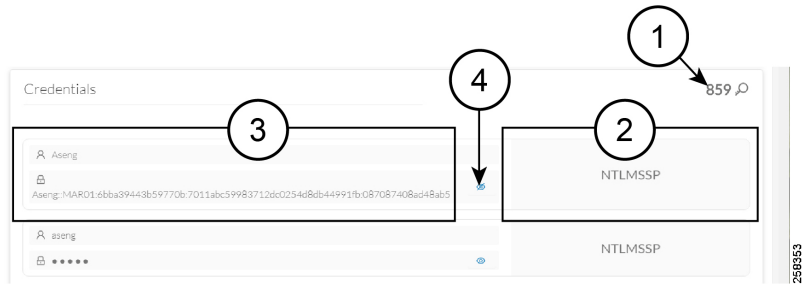 1
4
Credentials
859
3
2
Aseng
NTLMSSP
Aseng::MAR01:6bba39443b59770b:7011abc59983712dc0254d8db44991fb:087087408ad48ab5
aseng
NTLMSSP
•••••
258353